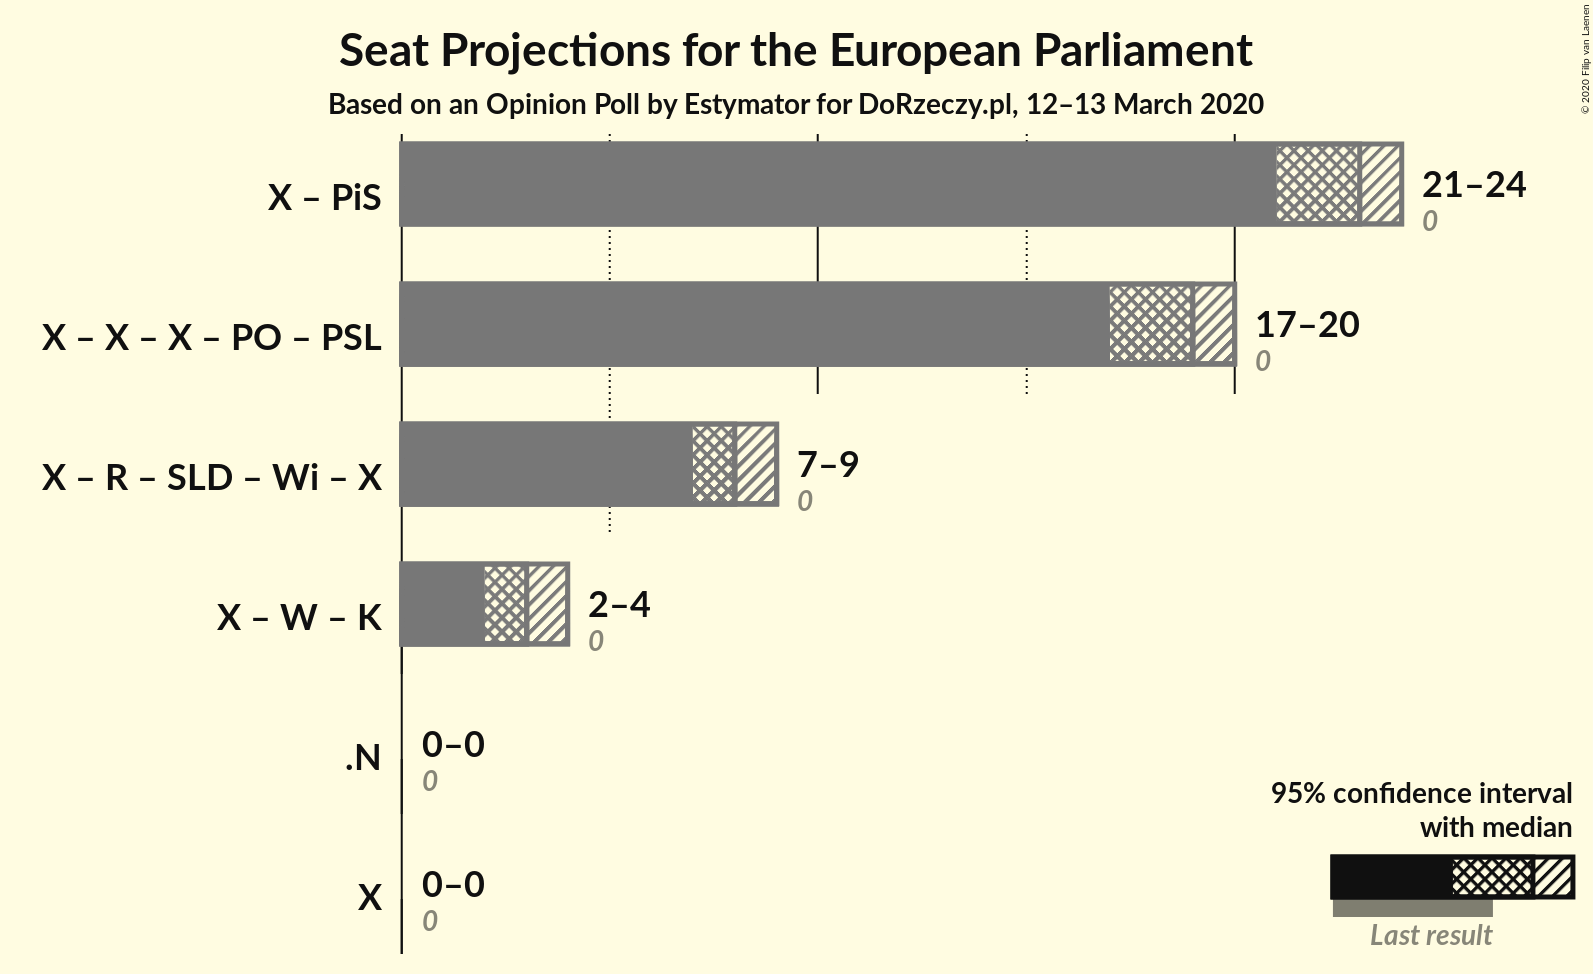 Seat Projections for the European Parliament
Based on an Opinion Poll by Estymator for DoRzeczy.pl, 12–13 March 2020
© 2020 Filip van Laenen
X – PiS
21–24
0
X – X – X – PO – PSL
17–20
0
X – R – SLD – Wi – X
7–9
0
X – W – K
2–4
0
.N
0–0
0
X
0–0
0
95% confidence interval
with median
Last result